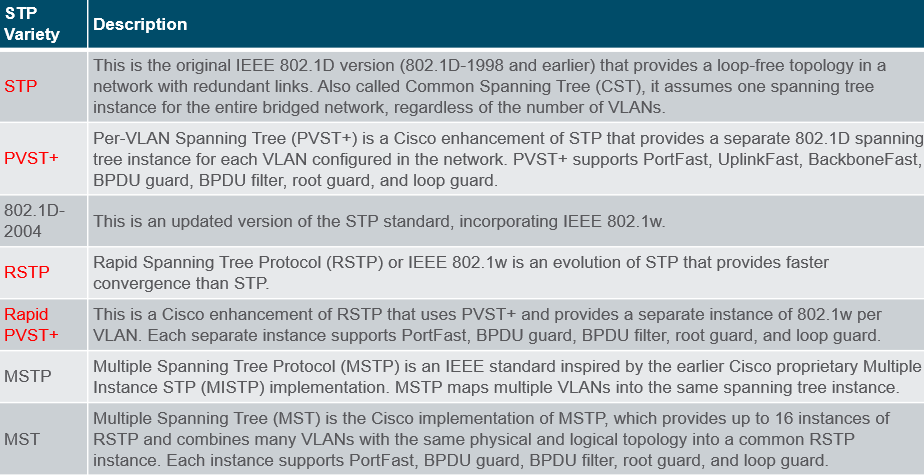 STP
Variety
Description
STP
This is the original IEEE 802.1D version (802.1D-1998 and earlier) that provides a loop-free topology in a
network with redundant links. Also called Common Spanning Tree (CST), it assumes one spanning tree
instance for the entire bridged network, regardless of the number of VLANs.
PVST+
Per-VLAN Spanning Tree (PVST+) is a Cisco enhancement of STP that provides a separate 802.1D spanning
tree instance for each VLAN configured in the network. PVST+ supports PortFast, UplinkFast, BackboneFast,
BPDU guard, BPDU filter, root guard, and loop guard.
802.1D-
2004
This is an updated version of the STP standard, incorporating IEEE 802.1w.
RSTP
Rapid Spanning Tree Protocol (RSTP) or IEEE 802.1w is an evolution of STP that provides faster
convergence than STP.
Rapid
PVST+
This is a Cisco enhancement of RSTP that uses PVST+ and provides a separate instance of 802.1w per
VLAN. Each separate instance supports PortFast, BPDU guard, BPDU filter, root guard, and loop guard.
MSTP
Multiple Spanning Tree Protocol (MSTP) is an IEEE standard inspired by the earlier Cisco proprietary Multiple
Instance STP (MISTP) implementation. MSTP maps multiple VLANs into the same spanning tree instance.
MST
Multiple Spanning Tree (MST) is the Cisco implementation of MSTP, which provides up to 16 instances of
RSTP and combines many VLANs with the same physical and logical topology into a common RSTP
instance. Each instance supports PortFast, BPDU guard, BPDU filter, root guard, and loop guard.